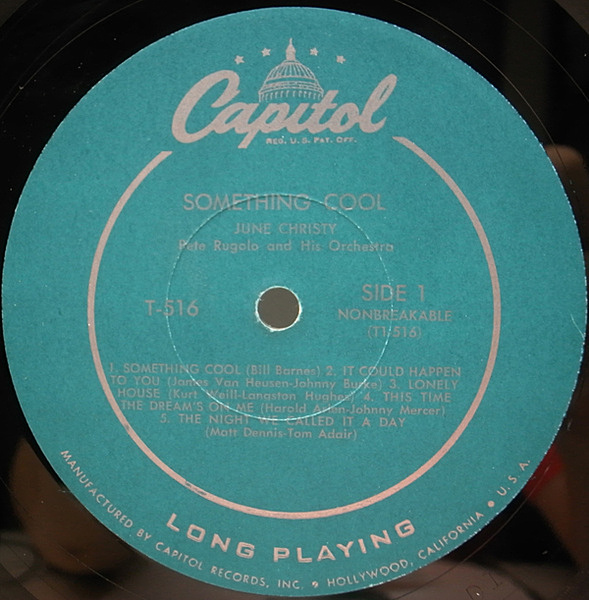 Capitol
REG. U.S. PAT. OFF.
SOMETHING COOL
JUNE CHRISTY
Pete Rugolo and His Orchestra
T-516
SIDE 1
NONBREAKABLE
(T1-516)
1. SOMETHING COOL (Bill Barnes) 2. IT COULD HAPPEN
TO YOU (James Van Heusen-Johnny Burke) 3. LONELY
HOUSE (Kurt Weill-Langston Hughes) 4. THIS TIME
THE DREAM'S ON ME (Harold Arlen-Johnny Mercer)
5. THE NIGHT WE CALLED IT A DAY
(Matt Dennis-Tom Adair)
LONG PLAYING
MANUFACTURED BY CAPITOL RECORDS, INC. • HOLLYWOOD, CALIFORNIA • U.S.A.